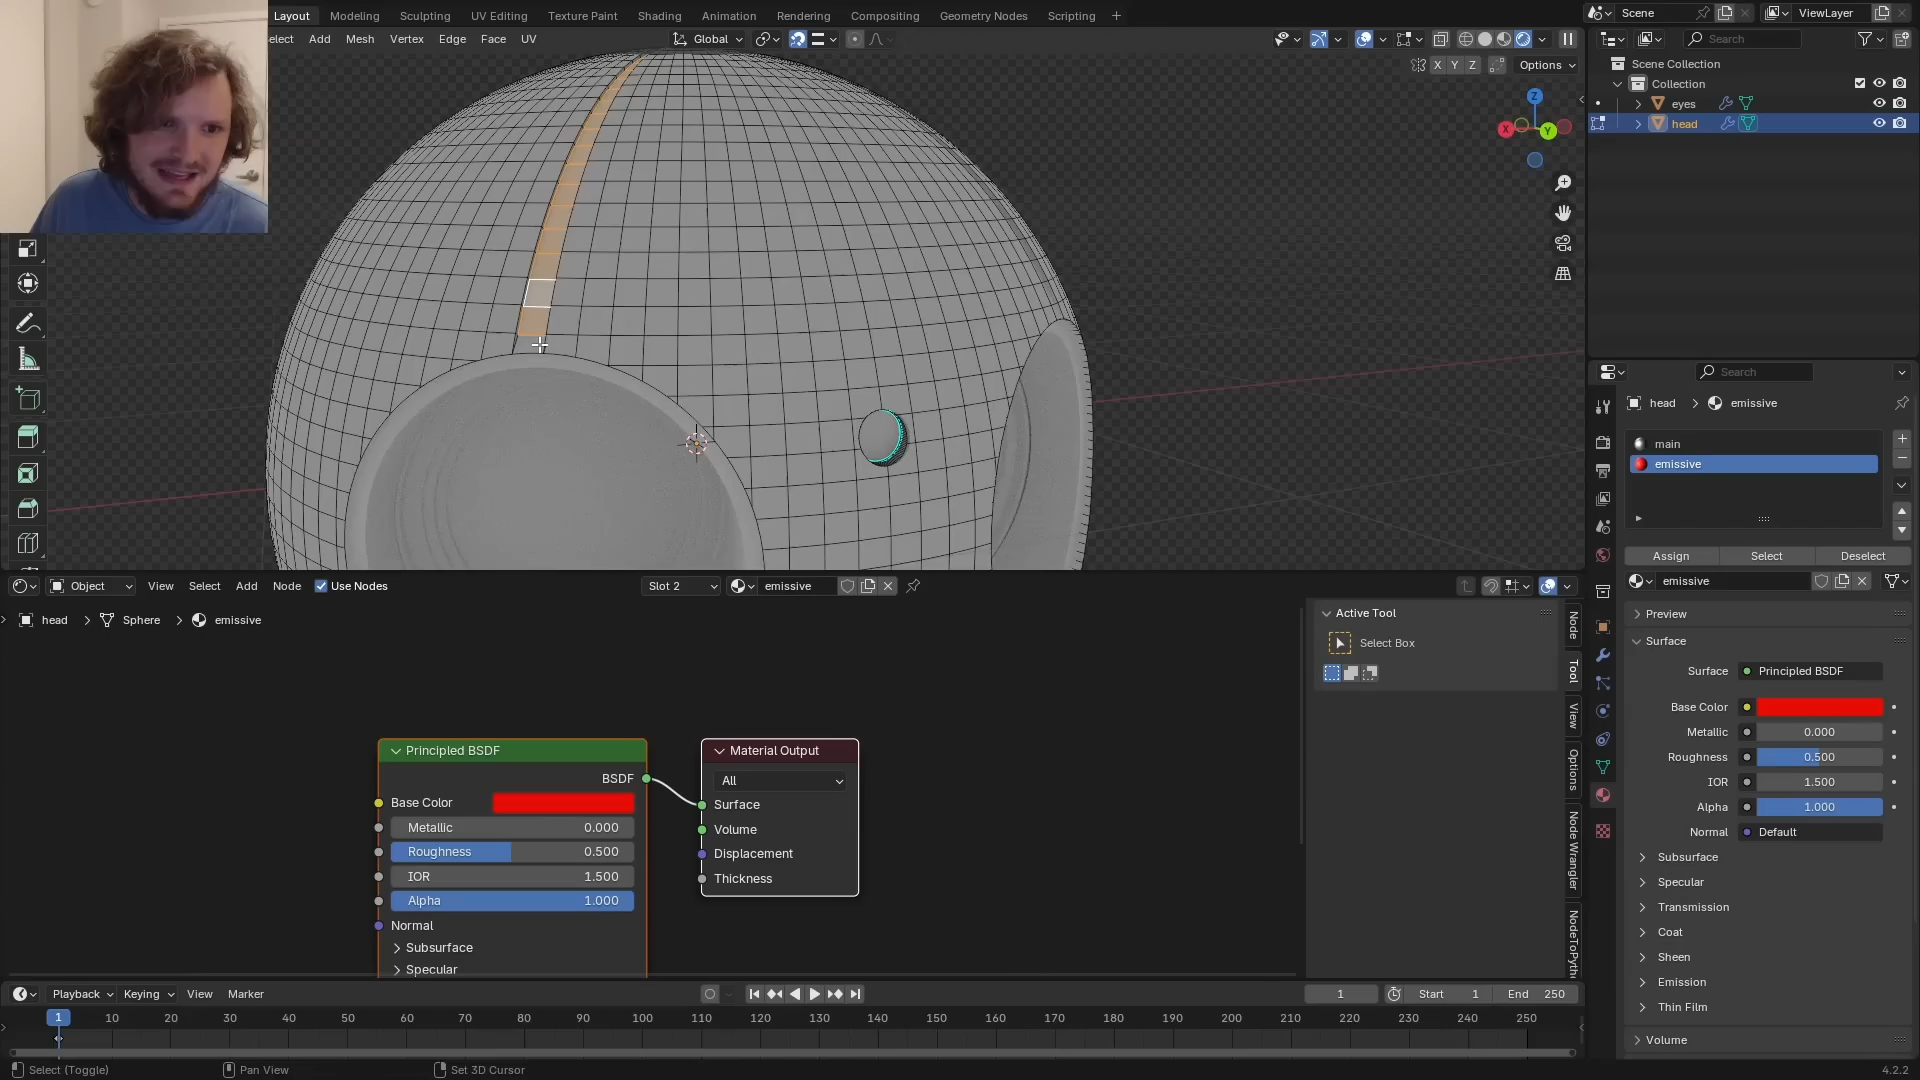 Layout Modeling Sculpting UV Editing Texture Paint Shading Animation Rendering Compositing Geometry Nodes Scripting +
Scene
ViewLayer
elect Add Mesh Vertex Edge Face UV
Global
Search
X Y Z
Options
Scene Collection
Collection
eyes
head
Z
X
Y
Search
head > emissive
main
emissive
Assign Select Deselect
emissive
Preview
Surface
Surface Principled BSDF
Base Color
Metallic 0.000
Roughness 0.500
IOR 1.500
Alpha 1.000
Normal Default
Subsurface
Specular
Transmission
Coat
Sheen
Emission
Thin Film
Volume
Object View Select Add Node Use Nodes
Slot 2
emissive
head > Sphere > emissive
Active Tool
Select Box
Node
Tool
View
Options
Node Wrangler
NodeToPyth
Principled BSDF
BSDF
Base Color
Metallic 0.000
Roughness 0.500
IOR 1.500
Alpha 1.000
Normal
Subsurface
Specular
Material Output
All
Surface
Volume
Displacement
Thickness
Playback Keying View Marker
1
Start 1
End 250
1 10 20 30 40 50 60 70 80 90 100 110 120 130 140 150 160 170 180 190 200 210 220 230 240 250
Select (Toggle)
Pan View
Set 3D Cursor
4.2.2